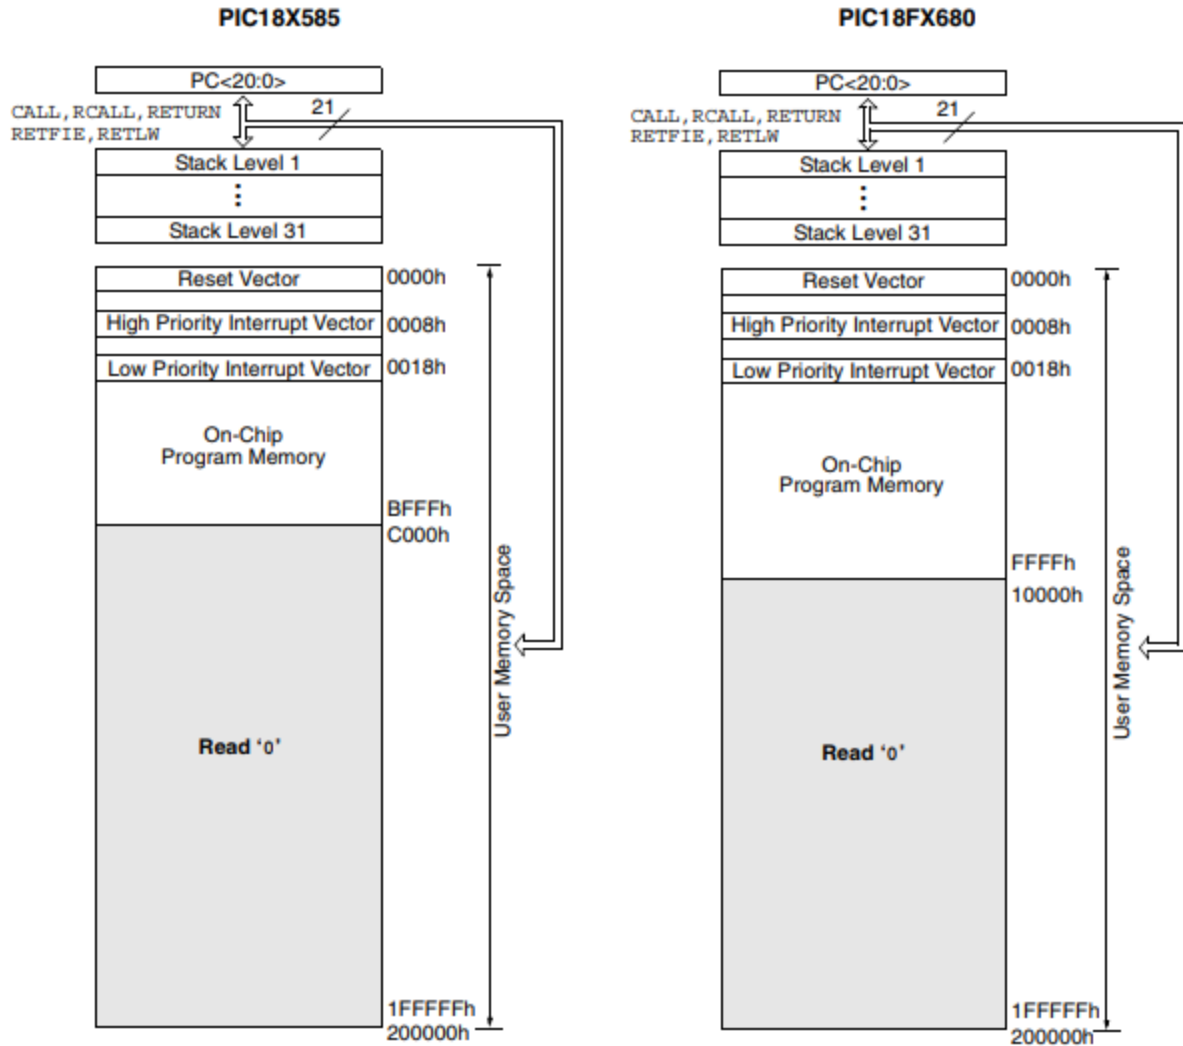 PIC18X585
PC<20:0>
CALL,RCALL,RETURN
RETFIE,RETLW
21
Stack Level 1
Stack Level 31
Reset Vector
0000h
High Priority Interrupt Vector
0008h
Low Priority Interrupt Vector
0018h
On-Chip
Program Memory
BFFFh
C000h
User Memory Space
Read ‘0’
1FFFFFh
200000h
PIC18FX680
PC<20:0>
CALL,RCALL,RETURN
RETFIE,RETLW
21
Stack Level 1
Stack Level 31
Reset Vector
0000h
High Priority Interrupt Vector
0008h
Low Priority Interrupt Vector
0018h
On-Chip
Program Memory
FFFFh
10000h
User Memory Space
Read ‘0’
1FFFFFh
200000h